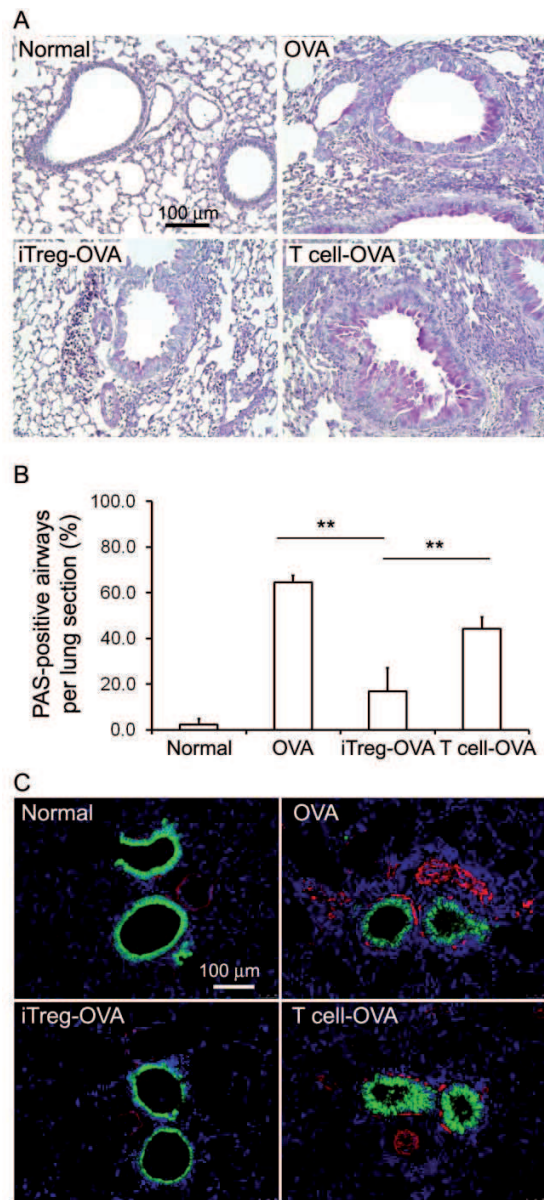 A
Normal
OVA
100 μm
iTreg-OVA
T cell-OVA
B
PAS-positive airways
per lung section (%)
100.0
80.0
60.0
40.0
20.0
0.0
**
**
Normal
OVA
iTreg-OVA
T cell-OVA
C
Normal
OVA
100 μm
iTreg-OVA
T cell-OVA